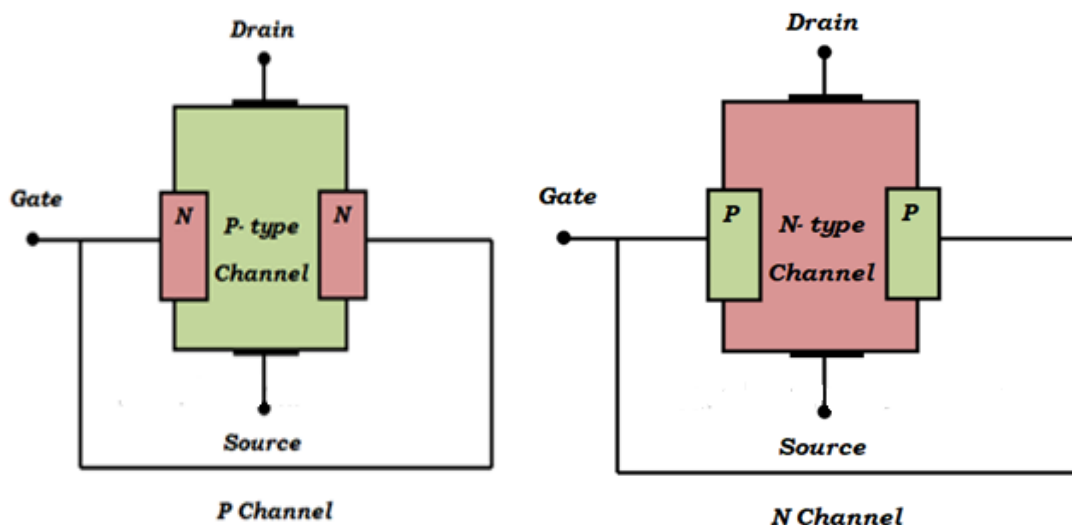 Drain
Gate
N
N
P- type
Channel
Source
P Channel
Drain
Gate
P
P
N- type
Channel
Source
N Channel